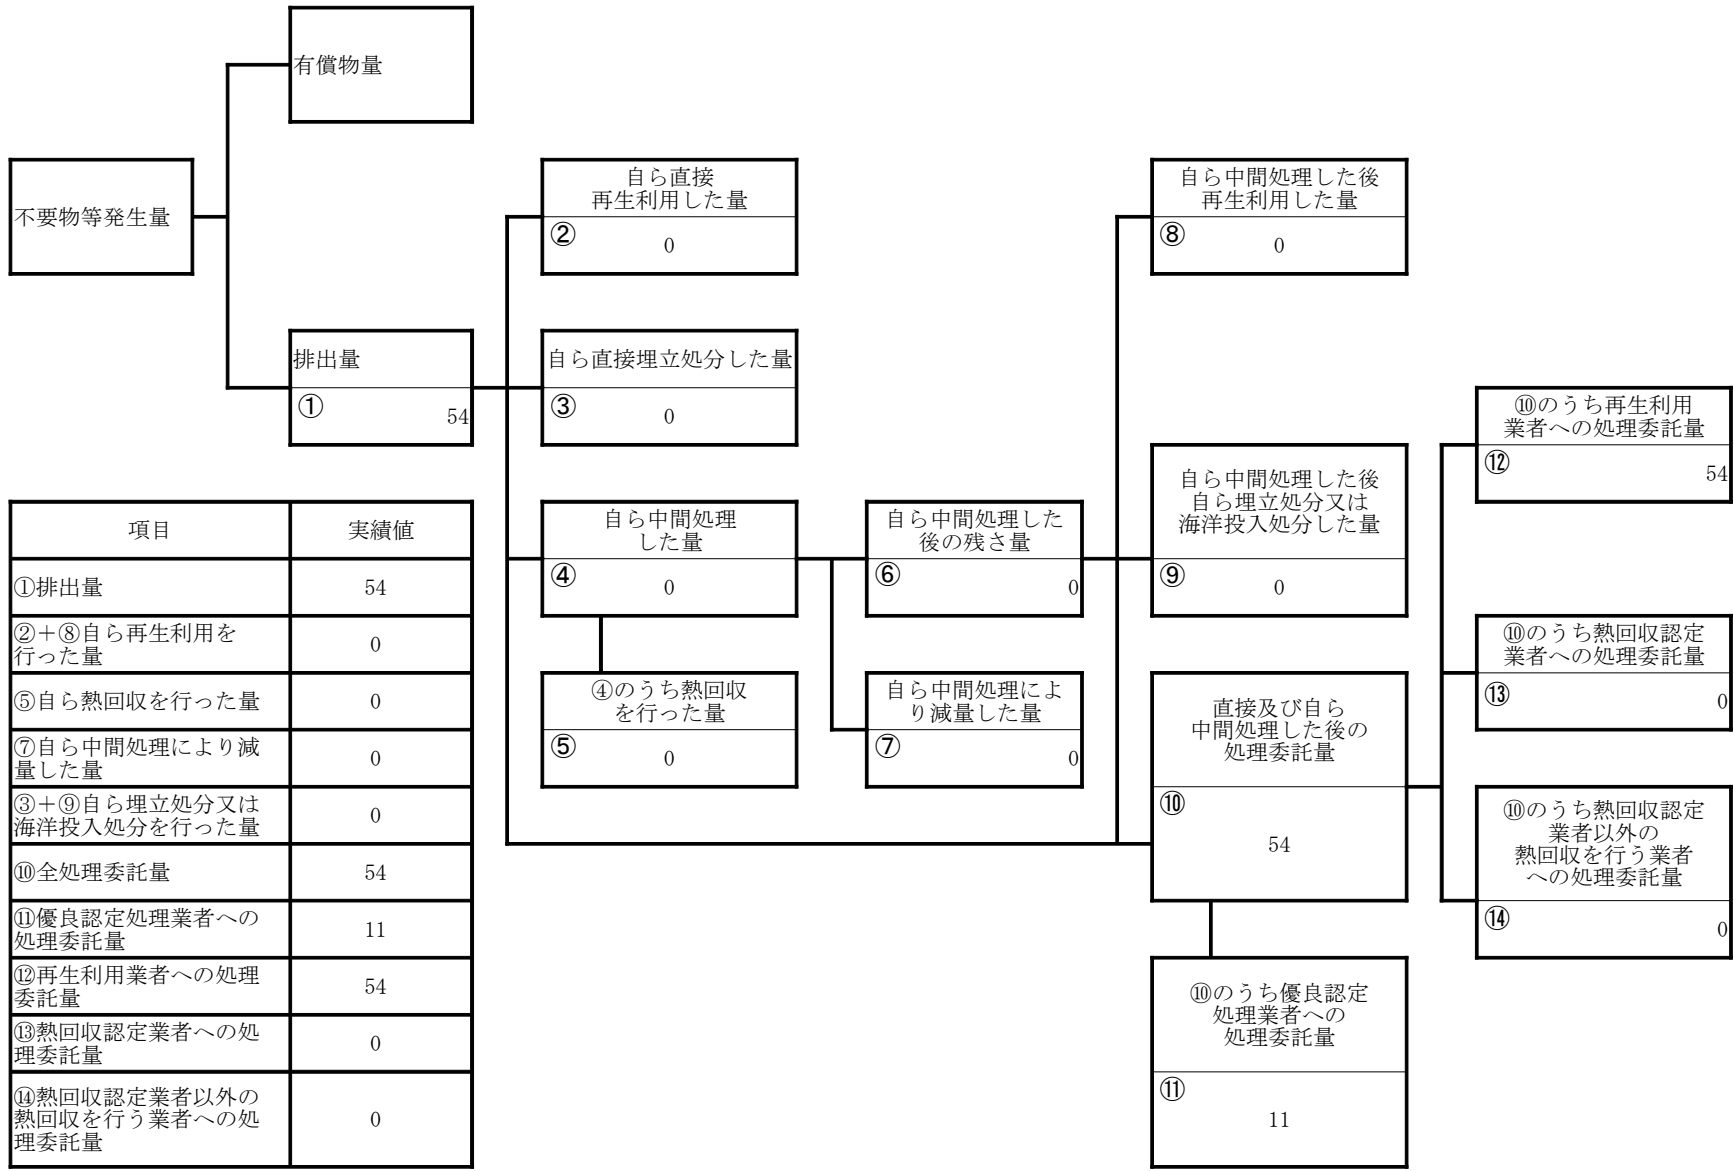 有償物量
不要物等発生量
自ら直接
再生利用した量
②
0
自ら中間処理した後
再生利用した量
⑧
0
排出量
①
54
自ら直接埋立処分した量
③
0
⑩のうち再生利用
業者への処理委託量
⑫
54
自ら中間処理
した量
④
0
自ら中間処理した
後の残さ量
⑥
0
自ら中間処理した後
自ら埋立処分又は
海洋投入処分した量
⑨
0
⑩のうち熱回収認定
業者への処理委託量
⑬
0
④のうち熱回収
を行った量
⑤
0
自ら中間処理によ
り減量した量
⑦
0
直接及び自ら
中間処理した後の
処理委託量
⑩
54
⑩のうち熱回収認定
業者以外の
熱回収を行う業者
への処理委託量
⑭
0
⑩のうち優良認定
処理業者への
処理委託量
⑪
11
項目 実績値
①排出量 54
②＋⑧自ら再生利用を
行った量 0
⑤自ら熱回収を行った量 0
⑦自ら中間処理により減
量した量 0
③＋⑨自ら埋立処分又は
海洋投入処分を行った量 0
⑩全処理委託量 54
⑪優良認定処理業者への
処理委託量 11
⑫再生利用業者への処理
委託量 54
⑬熱回収認定業者への処
理委託量 0
⑭熱回収認定業者以外の
熱回収を行う業者への処
理委託量 0